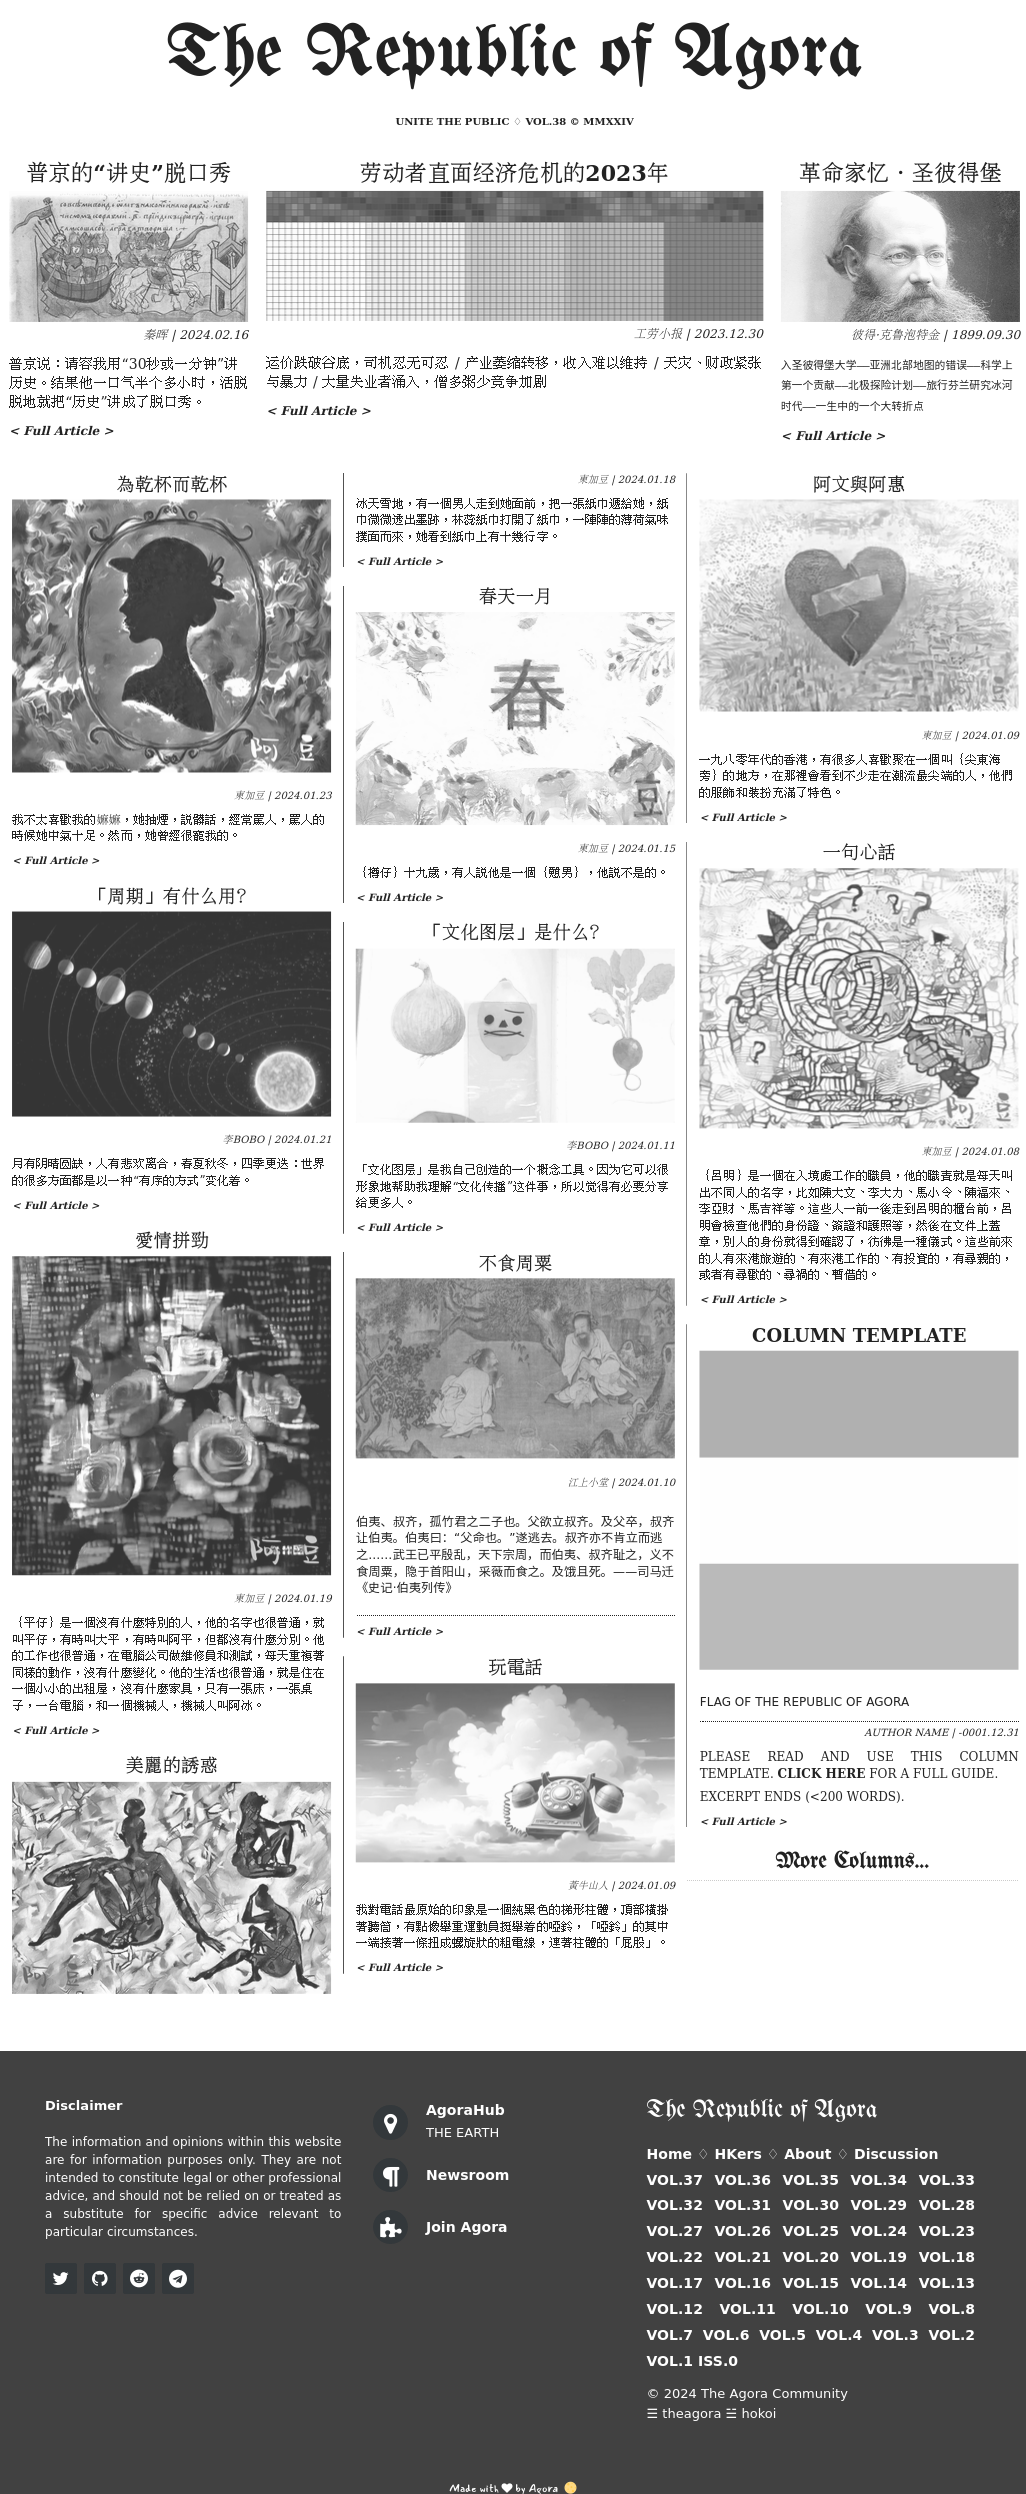 The Republic of Agora
UNITE THE PUBLIC ♢ VOL.38 © MMXXIV
普京的“讲史”脱口秀
秦晖 | 2024.02.16
普京说：请容我用“30秒或一分钟”讲
历史。结果他一口气半个多小时，活脱
脱地就把“历史”讲成了脱口秀。
< Full Article >
劳动者直面经济危机的2023年
工劳小报 | 2023.12.30
运价跌破谷底，司机忍无可忍 / 产业萎缩转移，收入难以维持 / 天灾、财政紧张
与暴力 / 大量失业者涌入，僧多粥少竞争加剧
< Full Article >
革命家忆 · 圣彼得堡
彼得·克鲁泡特金 | 1899.09.30
入圣彼得堡大学——亚洲北部地图的错误——科学上
第一个贡献——北极探险计划——旅行芬兰研究冰河
时代——一生中的一个大转折点
< Full Article >
為乾杯而乾杯
阿豆
東加豆 | 2024.01.23
我不太喜歡我的嫲嫲，她抽煙，説髒話，經常罵人，罵人的
時候她中氣十足。然而，她曾經很寵我的。
< Full Article >
「周期」有什么用？
李BOBO | 2024.01.21
月有阴晴圆缺，人有悲欢离合，春夏秋冬，四季更迭：世界
的很多方面都是以一种“有序的方式”变化着。
< Full Article >
愛情拼勁
阿豆
東加豆 | 2024.01.19
｛平仔｝是一個沒有什麼特別的人，他的名字也很普通，就
叫平仔，有時叫大平，有時叫阿平，但都沒有什麼分別。他
的工作也很普通，在電腦公司做維修員和測試，每天重複著
同樣的動作，沒有什麼變化。他的生活也很普通，就是住在
一個小小的出租屋，沒有什麼家具，只有一張床，一張桌
子，一台電腦，和一個機械人，機械人叫阿冰。
< Full Article >
美麗的誘惑
阿豆
東加豆 | 2024.01.18
冰天雪地，有一個男人走到她面前，把一張紙巾遞給她，紙
巾微微透出墨跡，林蕊紙巾打開了紙巾，一陣陣的薄荷氣味
撲面而來，她看到紙巾上有十幾行字。
< Full Article >
春天一月
春
豆
東加豆 | 2024.01.15
｛樽仔｝十九歲，有人説他是一個｛戇男｝，他説不是的。
< Full Article >
「文化图层」是什么？
李BOBO | 2024.01.11
「文化图层」是我自己创造的一个概念工具。因为它可以很
形象地帮助我理解“文化传播”这件事，所以觉得有必要分享
给更多人。
< Full Article >
不食周粟
江上小堂 | 2024.01.10
伯夷、叔齐，孤竹君之二子也。父欲立叔齐。及父卒，叔齐
让伯夷。伯夷曰：“父命也。”遂逃去。叔齐亦不肯立而逃
之……武王已平殷乱，天下宗周，而伯夷、叔齐耻之，义不
食周粟，隐于首阳山，采薇而食之。及饿且死。——司马迁
《史记·伯夷列传》
< Full Article >
玩電話
黃牛山人 | 2024.01.09
我對電話最原始的印象是一個純黑色的梯形柱體，頂部橫掛
著聽筒，有點像舉重運動員挺舉着的啞鈴，「啞鈴」的其中
一端接著一條扭成螺旋狀的粗電線，連著柱體的「屁股」。
< Full Article >
阿文與阿惠
東加豆 | 2024.01.09
一九八零年代的香港，有很多人喜歡聚在一個叫｛尖東海
旁｝的地方，在那裡會看到不少走在潮流最尖端的人，他們
的服飾和裝扮充滿了特色。
< Full Article >
一句心話
阿豆
東加豆 | 2024.01.08
｛呂明｝是一個在入境處工作的職員，他的職責就是每天叫
出不同人的名字，比如陳大文、李大力、馬小令、陳福來、
李亞財、馬吉祥等。這些人一前一後走到呂明的櫃台前，呂
明會檢查他們的身份證、簽證和護照等，然後在文件上蓋
章，別人的身份就得到確認了，彷彿是一種儀式。這些前來
的人有來港旅遊的、有來港工作的、有投資的，有尋親的，
或者有尋歡的、尋禍的、暫借的。
< Full Article >
COLUMN TEMPLATE
FLAG OF THE REPUBLIC OF AGORA
AUTHOR NAME | -0001.12.31
PLEASE READ AND USE THIS COLUMN
TEMPLATE. CLICK HERE FOR A FULL GUIDE.
EXCERPT ENDS (<200 WORDS).
< Full Article >
More Columns...
Disclaimer
The information and opinions within this website
are for information purposes only. They are not
intended to constitute legal or other professional
advice, and should not be relied on or treated as
a substitute for specific advice relevant to
particular circumstances.
AgoraHub
THE EARTH
Newsroom
Join Agora
The Republic of Agora
Home ♢ HKers ♢ About ♢ Discussion
VOL.37 VOL.36 VOL.35 VOL.34 VOL.33
VOL.32 VOL.31 VOL.30 VOL.29 VOL.28
VOL.27 VOL.26 VOL.25 VOL.24 VOL.23
VOL.22 VOL.21 VOL.20 VOL.19 VOL.18
VOL.17 VOL.16 VOL.15 VOL.14 VOL.13
VOL.12 VOL.11 VOL.10 VOL.9 VOL.8
VOL.7 VOL.6 VOL.5 VOL.4 VOL.3 VOL.2
VOL.1 ISS.0
© 2024 The Agora Community
☰ theagora ☱ hokoi
Made with ❤ by Agora